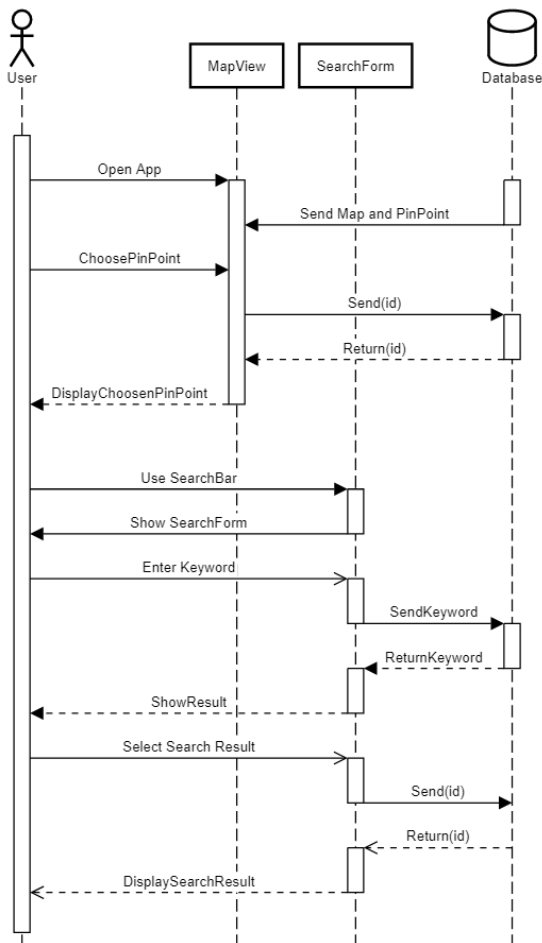 User
MapView
SearchForm
Database
Open App
Send Map and PinPoint
ChoosePinPoint
Send(id)
Return(id)
DisplayChoosenPinPoint
Use SearchBar
Show SearchForm
Enter Keyword
SendKeyword
ReturnKeyword
ShowResult
Select Search Result
Send(id)
Return(id)
DisplaySearchResult